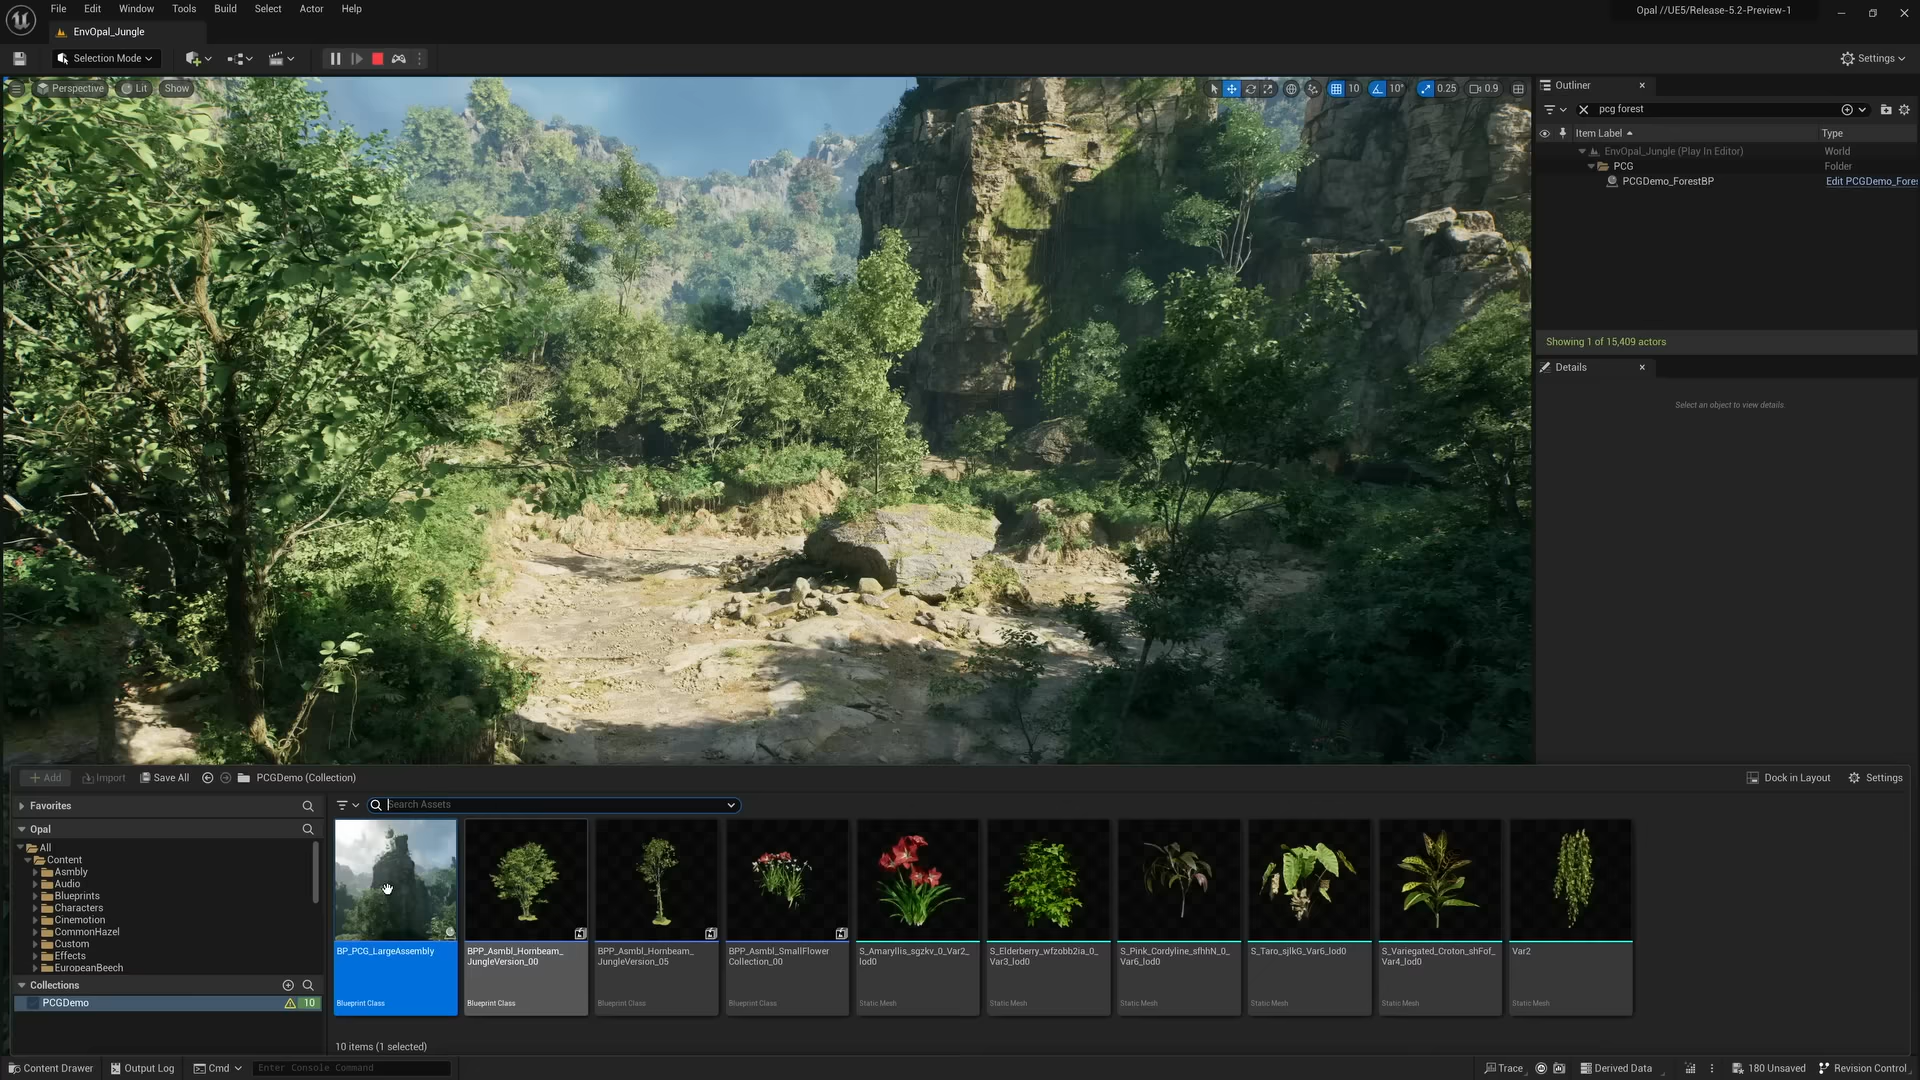 File Edit Window Tools Build Select Actor Help
Opal //UE5/Release-5.2-Preview-1
EnvOpal_Jungle
Selection Mode
Settings
Perspective Lit Show
10 10° 0.25 0.9
Outliner
pcg forest
Item Label Type
EnvOpal_Jungle (Play In Editor) World
PCG Folder
PCGDemo_ForestBP Edit PCGDemo_Fores
Showing 1 of 15,409 actors
Details
Select an object to view details.
Add Import Save All PCGDemo (Collection)
Dock in Layout Settings
Favorites
Search Assets
Opal
All
Content
Asmbly
Audio
Blueprints
Characters
Cinemotion
CommonHazel
Custom
Effects
EuropeanBeech
Collections
PCGDemo 10
BP_PCG_LargeAssembly
Blueprint Class
BPP_Asmbl_Hornbeam_
JungleVersion_00
Blueprint Class
BPP_Asmbl_Hornbeam_
JungleVersion_05
Blueprint Class
BPP_Asmbl_SmallFlower
Collection_00
Blueprint Class
S_Amaryllis_sgzkv_0_Var2_
lod0
Static Mesh
S_Elderberry_wfzobb2ia_0_
Var3_lod0
Static Mesh
S_Pink_Cordyline_sfhhN_0_
Var6_lod0
Static Mesh
S_Taro_sjlkG_Var6_lod0
Static Mesh
S_Variegated_Croton_shFof_
Var4_lod0
Static Mesh
Var2
Static Mesh
10 items (1 selected)
Content Drawer Output Log Cmd Enter Console Command
Trace Derived Data 180 Unsaved Revision Control